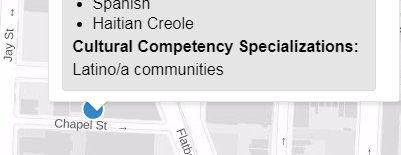 Spanish
Haitian Creole
Cultural Competency Specializations:
Latino/a communities
Jay St
Chapel St
Flatb